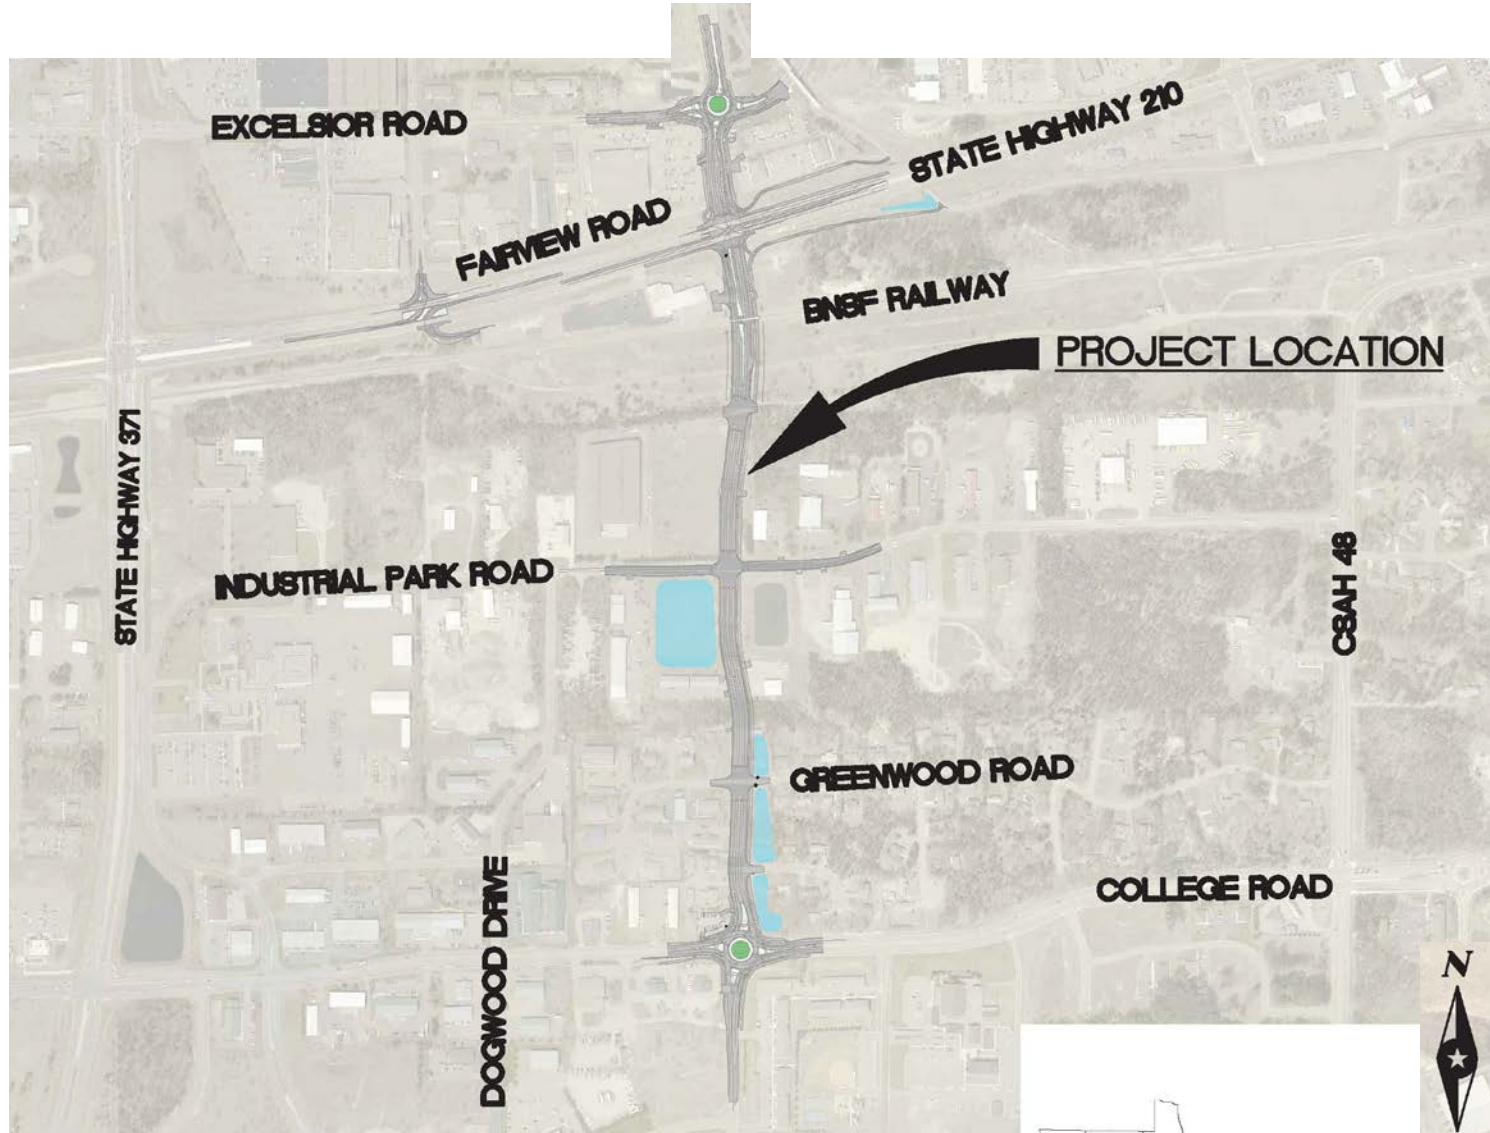 EXCELSIOR ROAD
STATE HIGHWAY 210
FAIRVIEW ROAD
BNSF RAILWAY
PROJECT LOCATION
STATE HIGHWAY 371
INDUSTRIAL PARK ROAD
CSAH 48
GREENWOOD ROAD
COLLEGE ROAD
DOGWOOD DRIVE
N